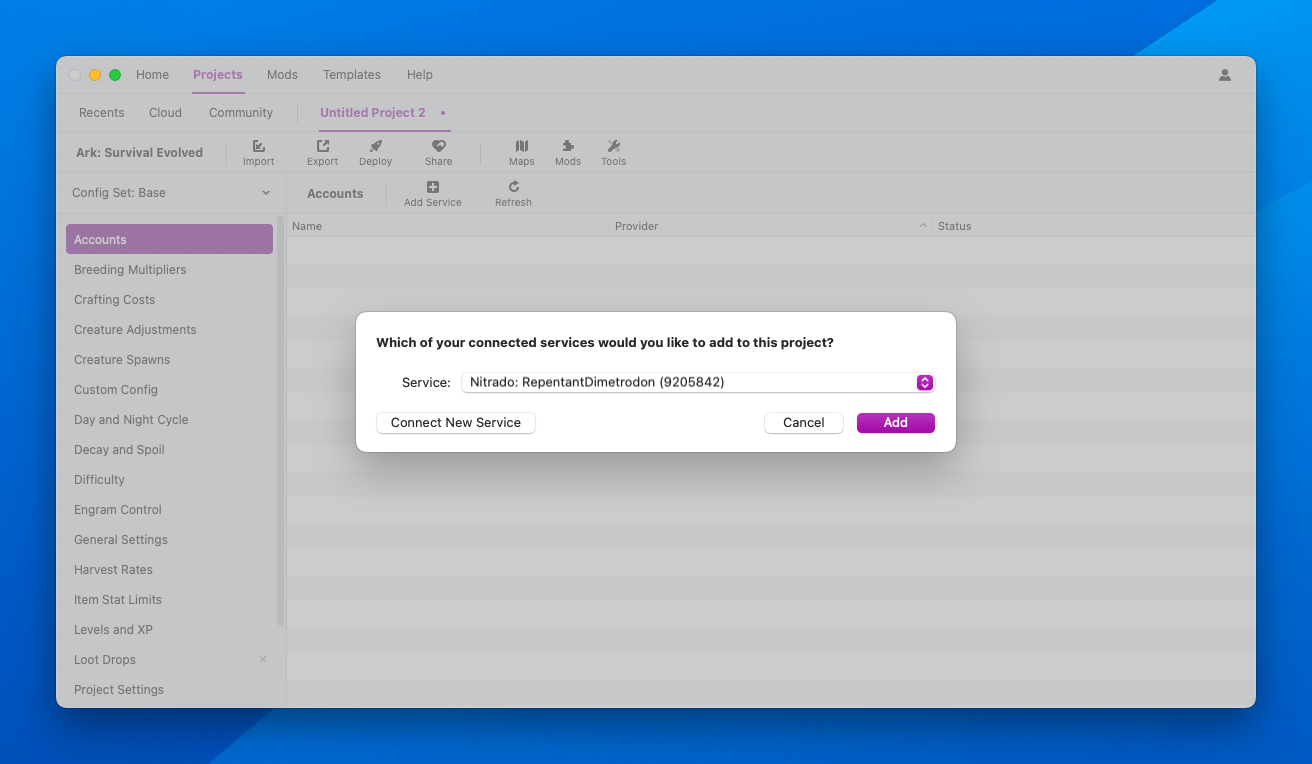 Home Projects Mods Templates Help
Recents Cloud Community Untitled Project 2 •
Ark: Survival Evolved Import Export Deploy Share Maps Mods Tools
Config Set: Base Accounts Add Service Refresh
Name Provider Status
Accounts
Breeding Multipliers
Crafting Costs
Creature Adjustments
Creature Spawns
Custom Config
Day and Night Cycle
Decay and Spoil
Difficulty
Engram Control
General Settings
Harvest Rates
Item Stat Limits
Levels and XP
Loot Drops
Project Settings
Which of your connected services would you like to add to this project?
Service: Nitrado: RepentantDimetrodon (9205842)
Connect New Service Cancel Add